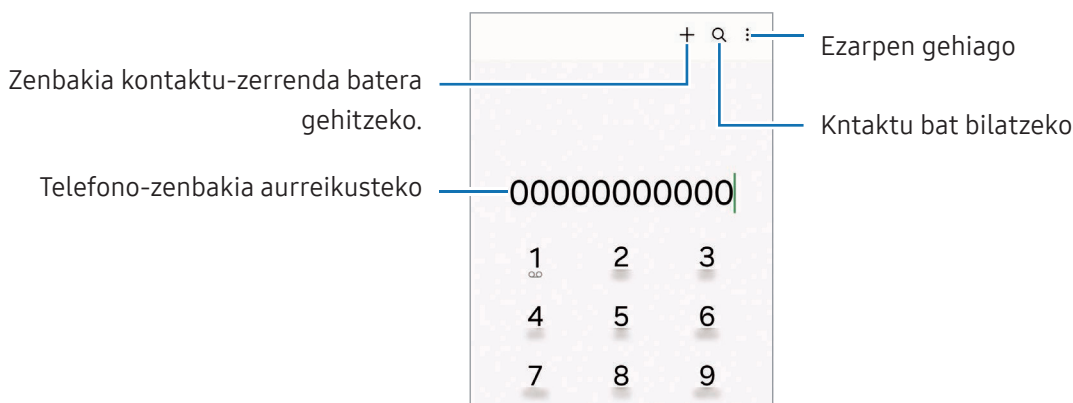 Ezarpen gehiago
Zenbakia kontaktu-zerrenda batera
gehitzeko.
Kntaktu bat bilatzeko
Telefono-zenbakia aurreikusteko
00000000000
1 2 3
4 5 6
7 8 9